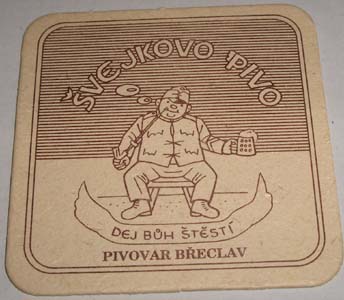 ŠVEJKOVO PIVO
DEJ BŮH ŠTĚSTÍ
PIVOVAR BŘECLAV